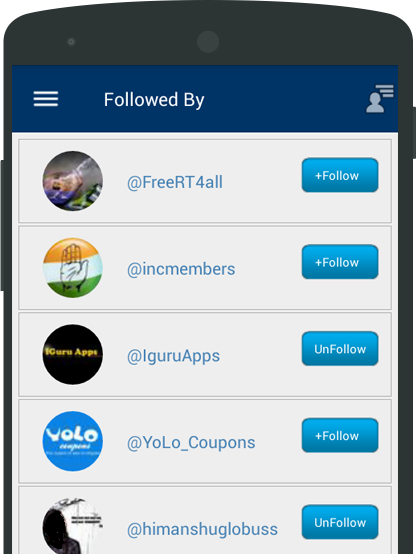 Followed By
@FreeRT4all
+Follow
@incmembers
+Follow
IGuru Apps
@IguruApps
UnFollow
YoLo
coupons
@YoLo_Coupons
+Follow
@himanshuglobuss
UnFollow